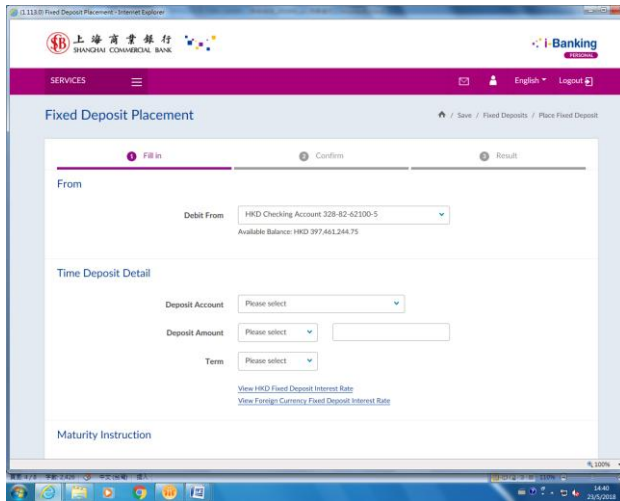 (1.113.0) Fixed Deposit Placement - Internet Explorer
上海商業銀行
SHANGHAI COMMERCIAL BANK
i-Banking
PERSONAL
SERVICES
English
Logout
Fixed Deposit Placement
/ Save / Fixed Deposits / Place Fixed Deposit
1 Fill in
2 Confirm
3 Result
From
Debit From
HKD Checking Account 328-82-62100-5
Available Balance: HKD 397,461,244.75
Time Deposit Detail
Deposit Account
Please select
Deposit Amount
Please select
Term
Please select
View HKD Fixed Deposit Interest Rate
View Foreign Currency Fixed Deposit Interest Rate
Maturity Instruction
100%
110%
14:40
23/5/2018